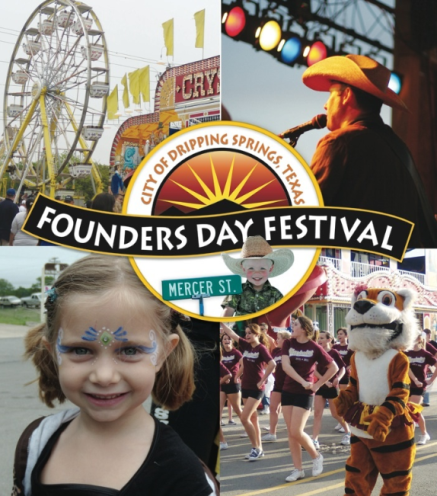 CRY
CITY OF DRIPPING SPRINGS, TEXAS
FOUNDERS DAY FESTIVAL
MERCER ST.